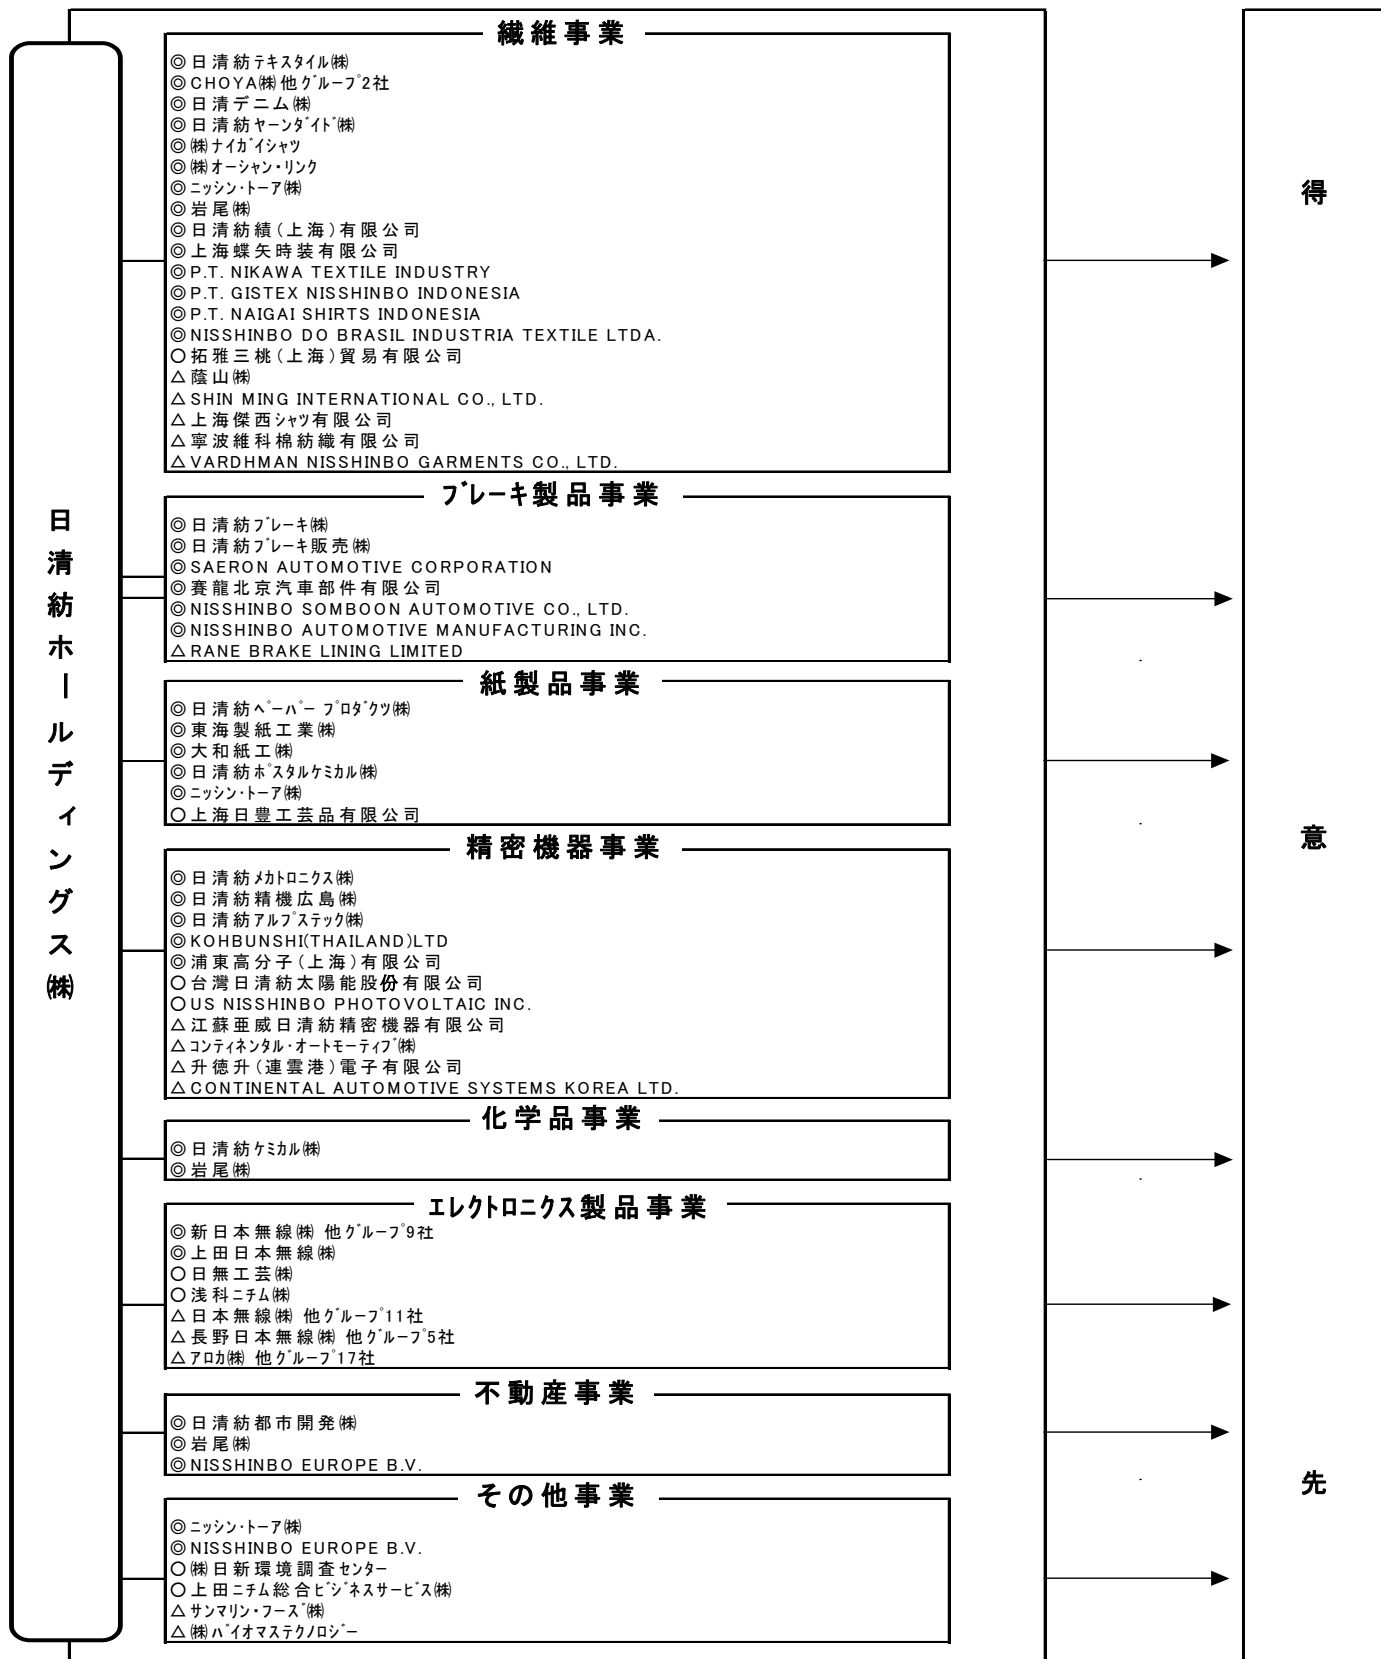 日清紡ホールディングス㈱
繊維事業
◎日清紡テキスタイル㈱
◎CHOYA㈱他グループ2社
◎日清デニム㈱
◎日清紡ヤーンダイド㈱
◎㈱ナイガイシャツ
◎㈱オーシャン・リンク
◎ニッシン・トーア㈱
◎岩尾㈱
◎日清紡績(上海)有限公司
◎上海蝶矢時装有限公司
◎P.T. NIKAWA TEXTILE INDUSTRY
◎P.T. GISTEX NISSHINBO INDONESIA
◎P.T. NAIGAI SHIRTS INDONESIA
◎NISSHINBO DO BRASIL INDUSTRIA TEXTILE LTDA.
○拓雅三桃(上海)貿易有限公司
△蔭山㈱
△SHIN MING INTERNATIONAL CO., LTD.
△上海傑西シャツ有限公司
△寧波維科棉紡織有限公司
△VARDHMAN NISSHINBO GARMENTS CO., LTD.
ブレーキ製品事業
◎日清紡ブレーキ㈱
◎日清紡ブレーキ販売㈱
◎SAERON AUTOMOTIVE CORPORATION
◎賽龍北京汽車部件有限公司
◎NISSHINBO SOMBOON AUTOMOTIVE CO., LTD.
◎NISSHINBO AUTOMOTIVE MANUFACTURING INC.
△RANE BRAKE LINING LIMITED
紙製品事業
◎日清紡ペーパー プロダクツ㈱
◎東海製紙工業㈱
◎大和紙工㈱
◎日清紡ポスタルケミカル㈱
◎ニッシン・トーア㈱
○上海日豊工芸品有限公司
精密機器事業
◎日清紡メカトロニクス㈱
◎日清紡精機広島㈱
◎日清紡アルプステック㈱
◎KOHBUNSHI(THAILAND)LTD
◎浦東高分子(上海)有限公司
○台灣日清紡太陽能股份有限公司
○US NISSHINBO PHOTOVOLTAIC INC.
△江蘇亜威日清紡精密機器有限公司
△コンティネンタル・オートモーティブ㈱
△升徳升(連雲港)電子有限公司
△CONTINENTAL AUTOMOTIVE SYSTEMS KOREA LTD.
化学品事業
◎日清紡ケミカル㈱
◎岩尾㈱
エレクトロニクス製品事業
◎新日本無線㈱ 他グループ9社
◎上田日本無線㈱
○日無工芸㈱
○浅科ニチム㈱
△日本無線㈱ 他グループ11社
△長野日本無線㈱ 他グループ5社
△アロカ㈱ 他グループ17社
不動産事業
◎日清紡都市開発㈱
◎岩尾㈱
◎NISSHINBO EUROPE B.V.
その他事業
◎ニッシン・トーア㈱
◎NISSHINBO EUROPE B.V.
○㈱日新環境調査センター
○上田ニチム総合ビジネスサービス㈱
△サンマリン・フーズ㈱
△㈱バイオマステクノロジー
得意先